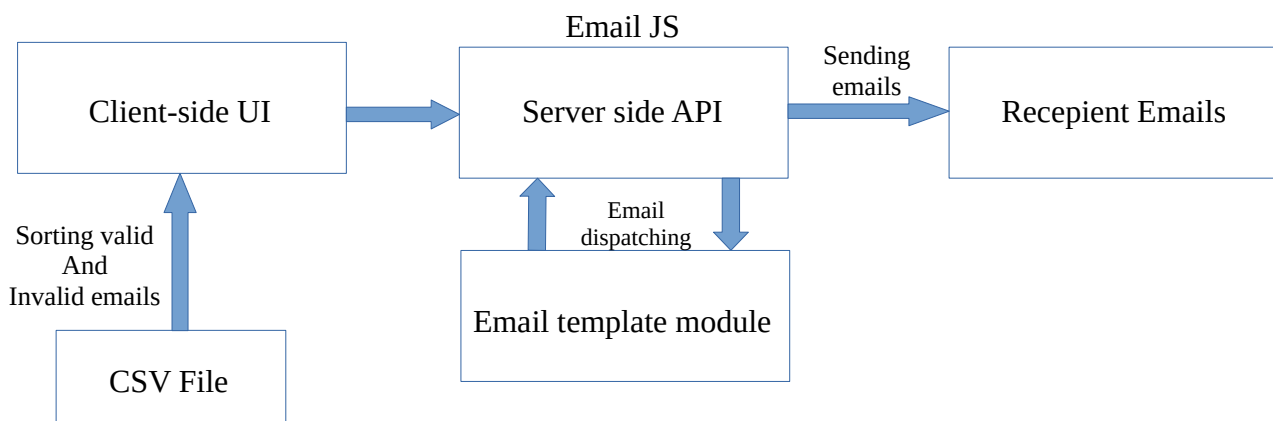 Email JS
Client-side UI
Server side API
Sending
emails
Recepient Emails
Sorting valid
And
Invalid emails
Email
dispatching
Email template module
CSV File